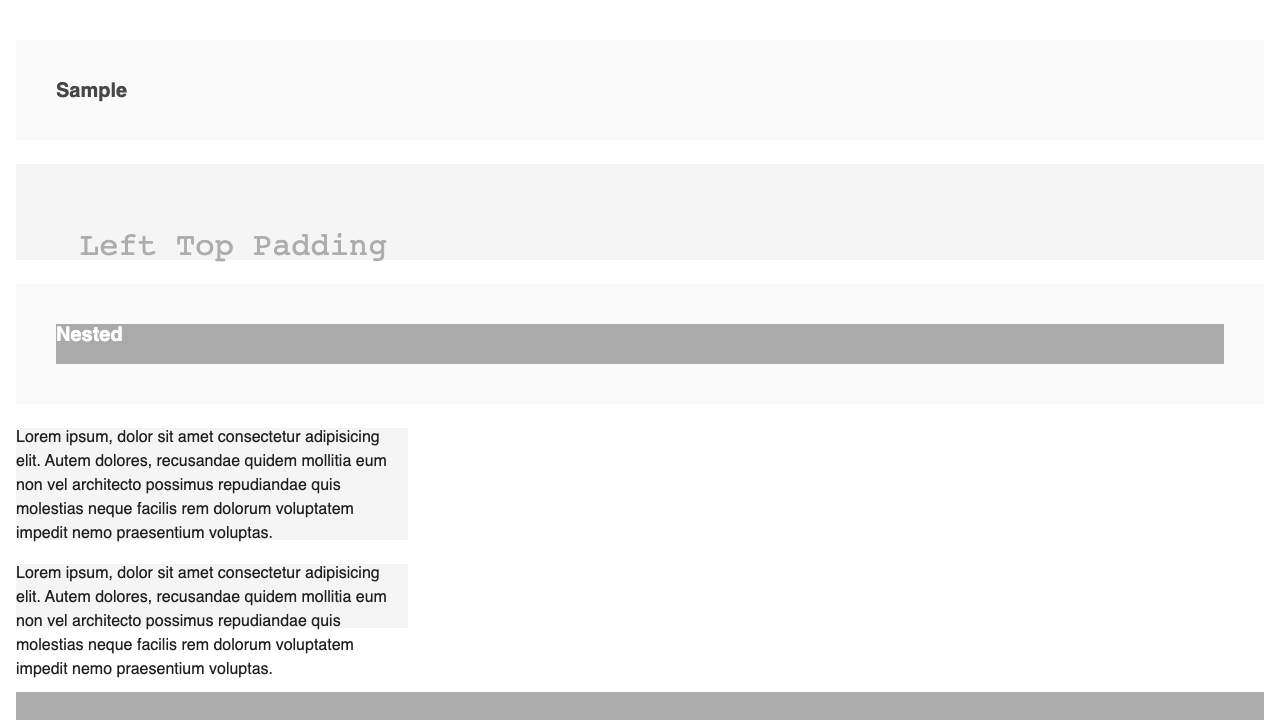 Sample
Left Top Padding
Nested
Lorem ipsum, dolor sit amet consectetur adipisicing
elit. Autem dolores, recusandae quidem mollitia eum
non vel architecto possimus repudiandae quis
molestias neque facilis rem dolorum voluptatem
impedit nemo praesentium voluptas.
Lorem ipsum, dolor sit amet consectetur adipisicing
elit. Autem dolores, recusandae quidem mollitia eum
non vel architecto possimus repudiandae quis
molestias neque facilis rem dolorum voluptatem
impedit nemo praesentium voluptas.